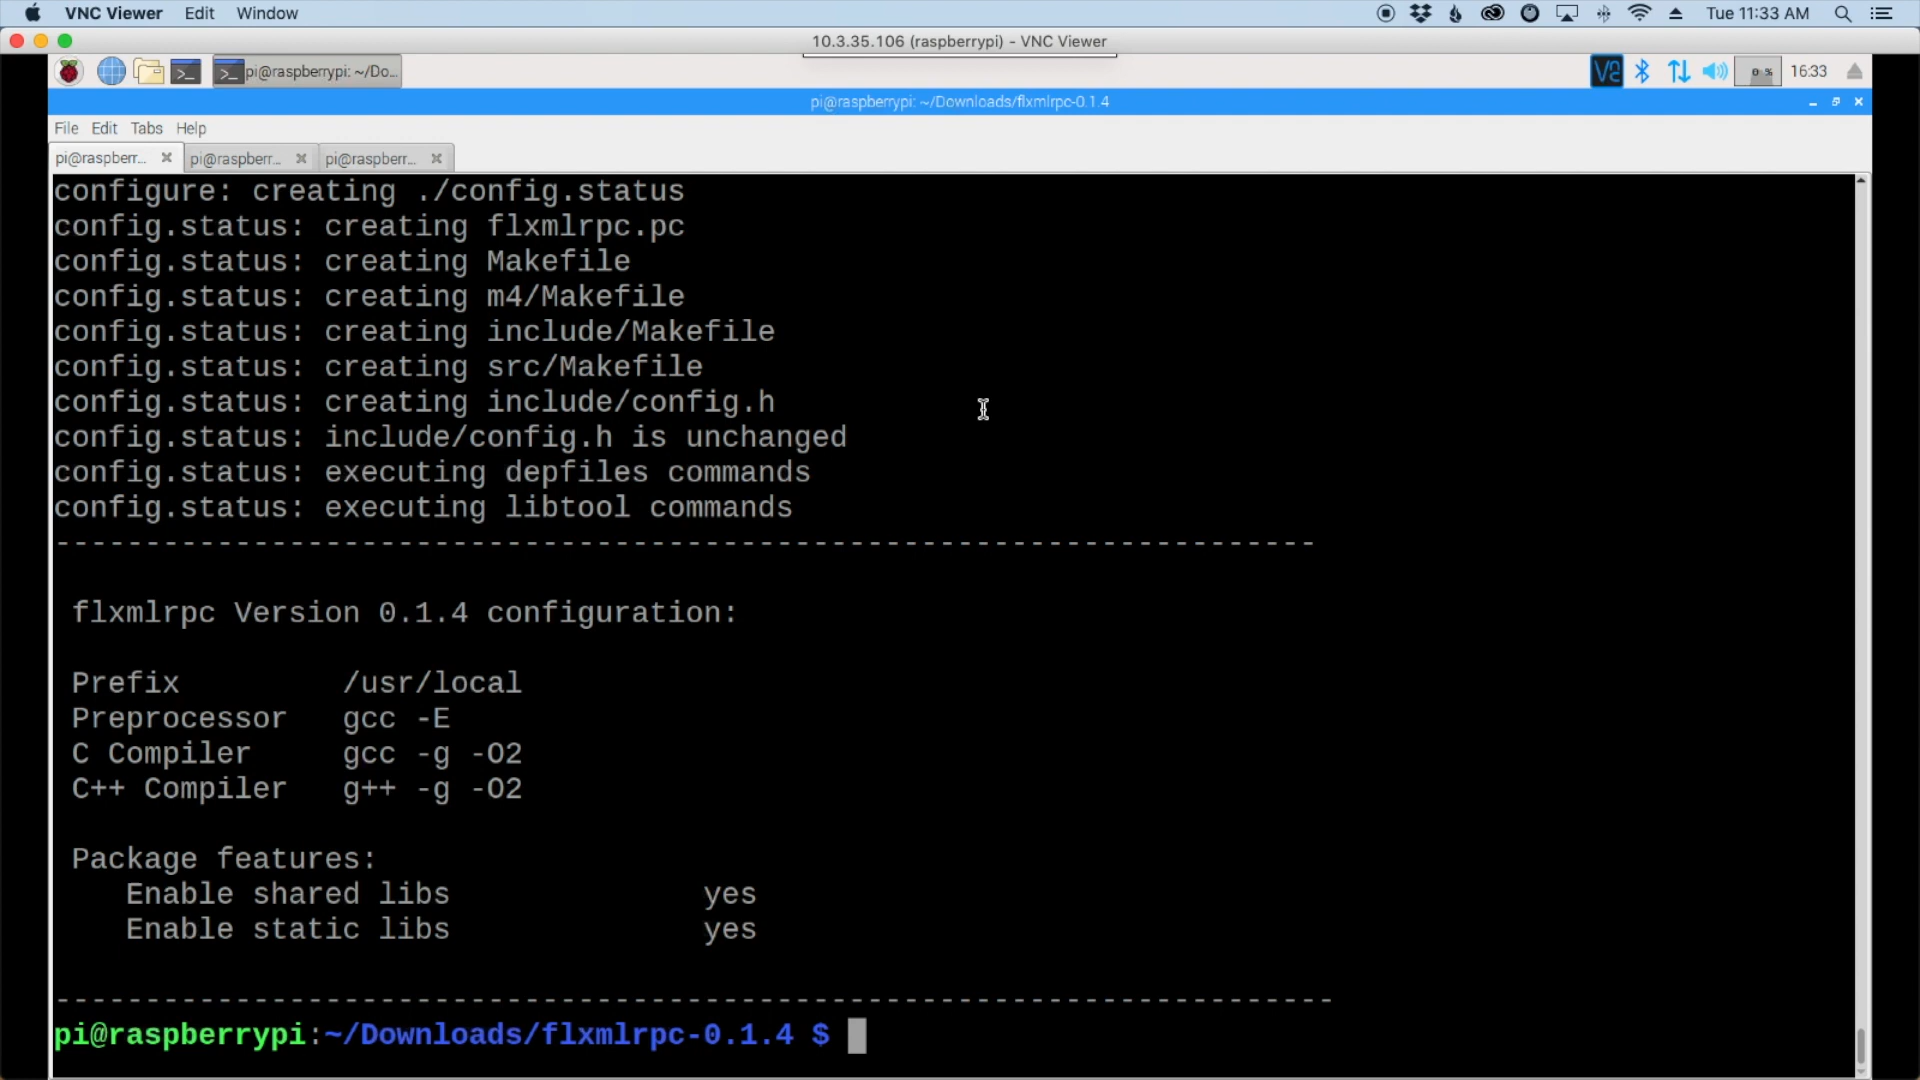 VNC Viewer Edit Window Tue 11:33 AM
10.3.35.106 (raspberrypi) - VNC Viewer
pi@raspberrypi: ~/Do... 0 % 16:33
pi@raspberrypi: ~/Downloads/flxmlrpc-0.1.4
File Edit Tabs Help
pi@raspberr... pi@raspberr... pi@raspberr...
configure: creating ./config.status
config.status: creating flxmlrpc.pc
config.status: creating Makefile
config.status: creating m4/Makefile
config.status: creating include/Makefile
config.status: creating src/Makefile
config.status: creating include/config.h
config.status: include/config.h is unchanged
config.status: executing depfiles commands
config.status: executing libtool commands
----------------------------------------------------------------------
flxmlrpc Version 0.1.4 configuration:
Prefix /usr/local
Preprocessor gcc -E
C Compiler gcc -g -O2
C++ Compiler g++ -g -O2
Package features:
Enable shared libs yes
Enable static libs yes
-----------------------------------------------------------------------
pi@raspberrypi:~/Downloads/flxmlrpc-0.1.4 $